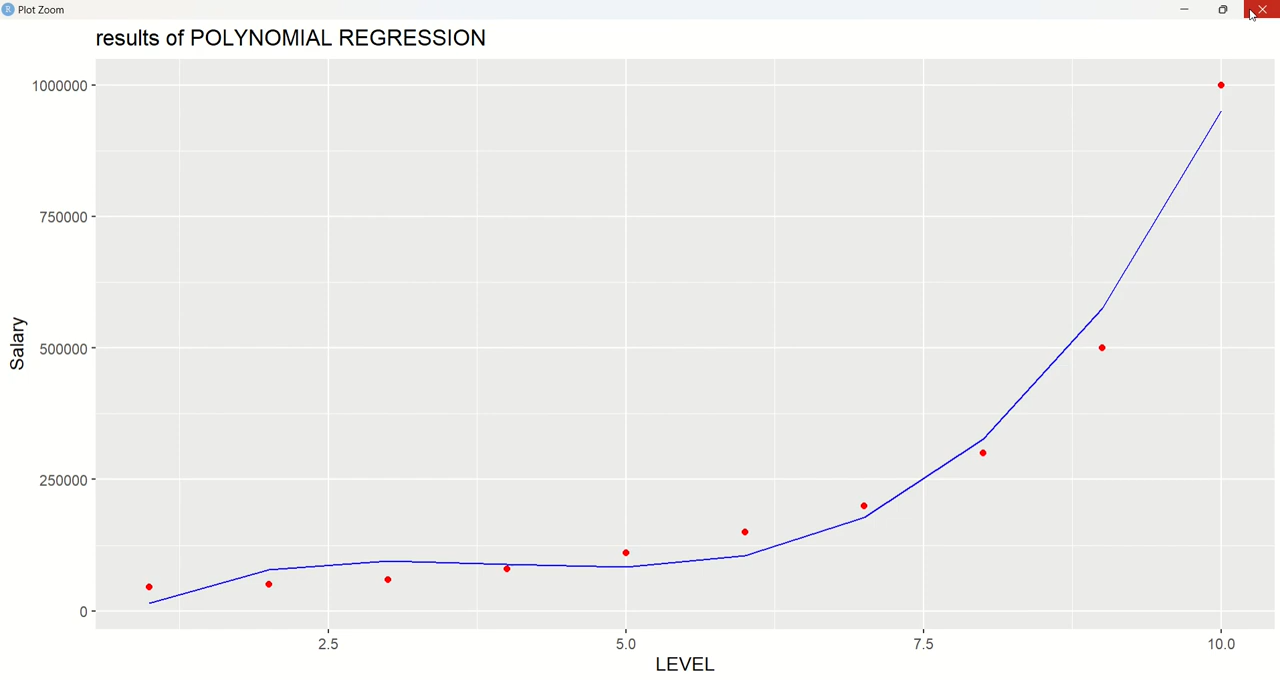 R Plot Zoom
results of POLYNOMIAL REGRESSION
1000000
750000
500000
250000
0
Salary
2.5 5.0 7.5 10.0
LEVEL